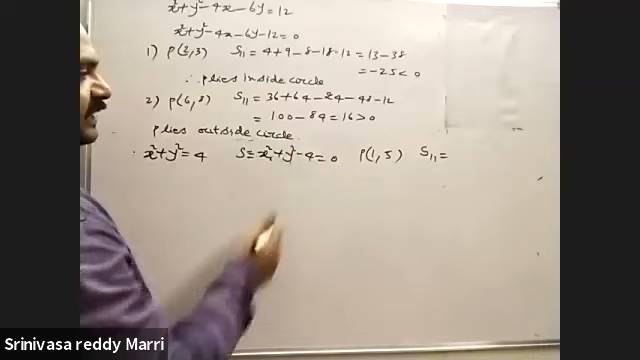 x²+y²-4x-6y=12
x²+y²-4x-6y-12=0
1) P(2,3) S₁₁ = 4+9-8-18-12 = 13-38
= -25 < 0
∴ P lies inside circle
2) P(6,8) S₁₁ = 36+64-24-48-12
= 100-84=16>0
P lies outside circle.
x²+y²=4 S≡x²+y²-4=0 P(1,5) S₁₁=
Srinivasa reddy Marri